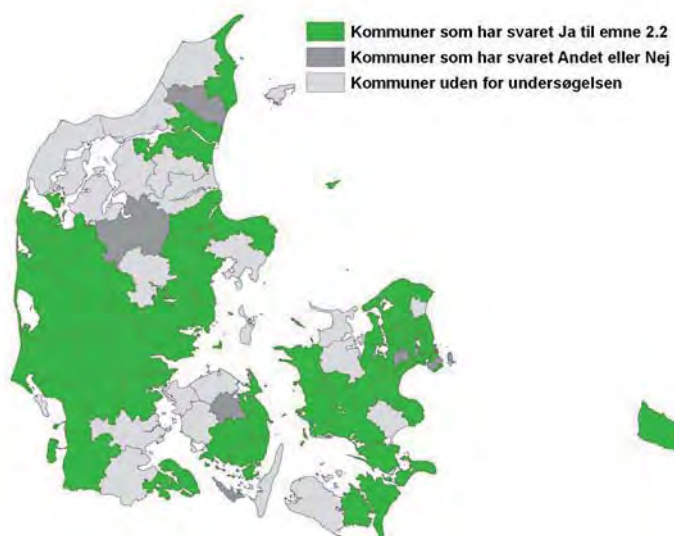 Kommuner som har svaret Ja til emne 2.2
Kommuner som har svaret Andet eller Nej
Kommuner uden for undersøgelsen